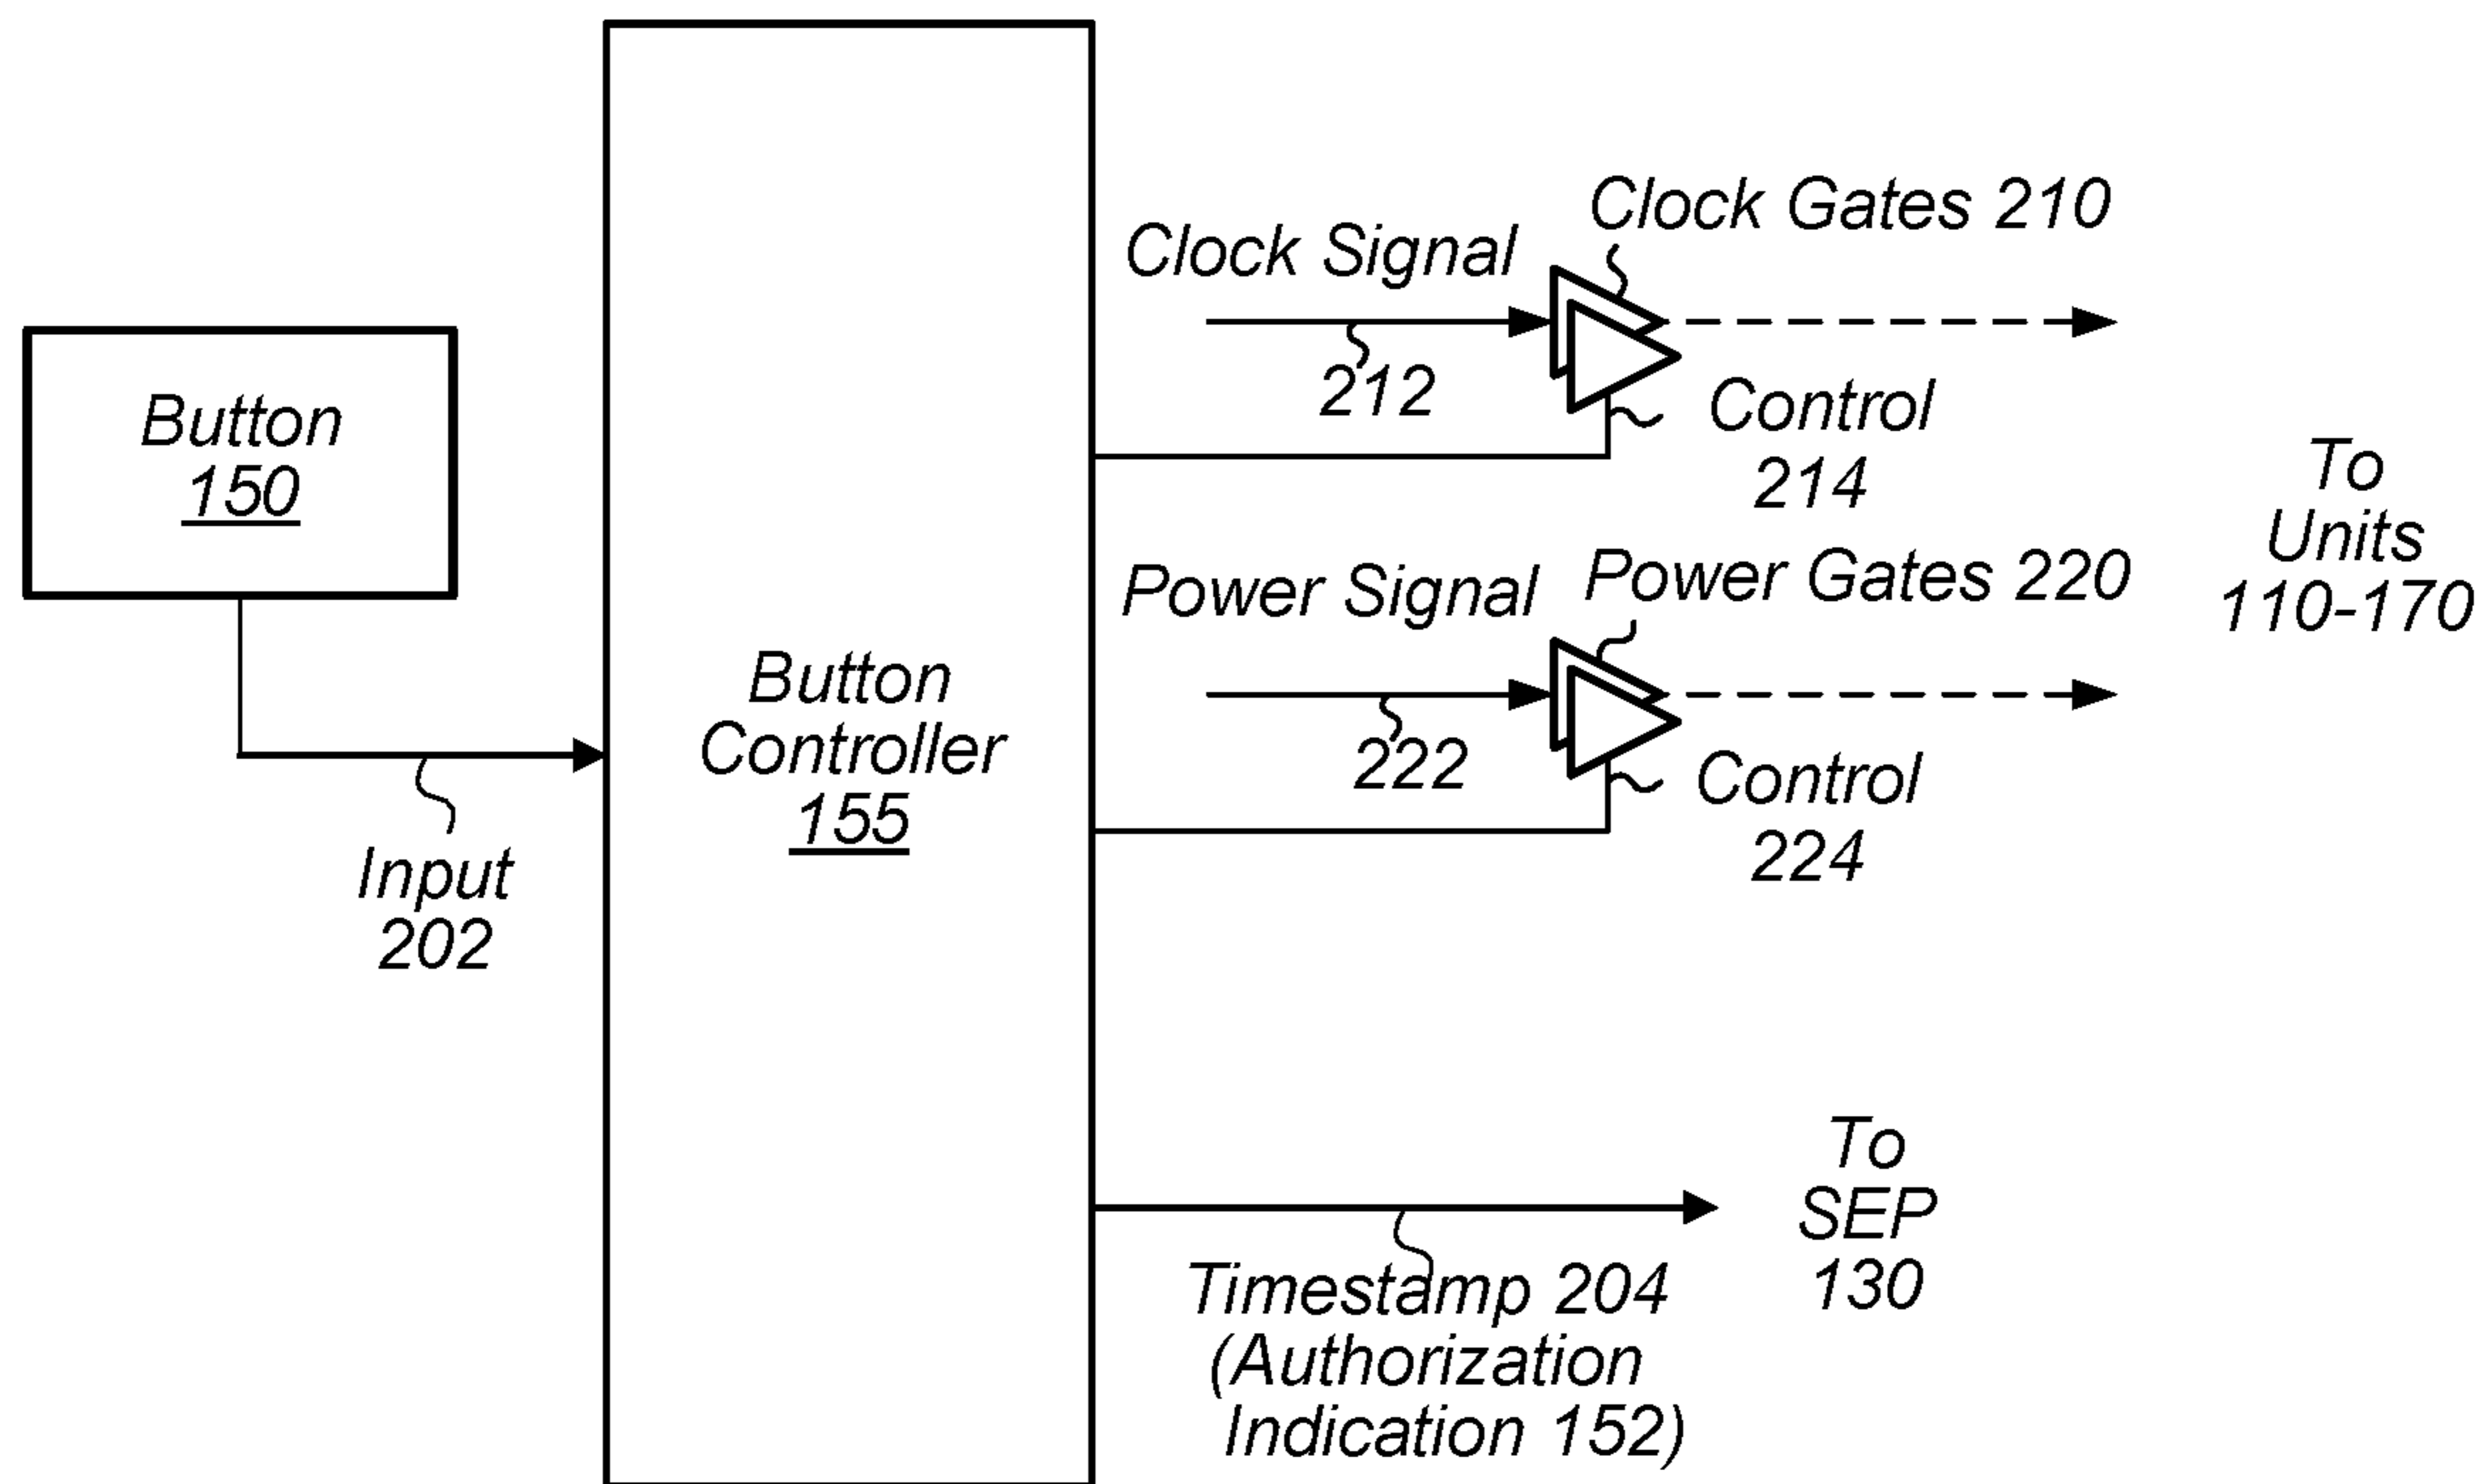 Button
150
Input
202
Button
Controller
155
Clock Signal
212
Clock Gates 210
Control
214
Power Signal
222
Power Gates 220
Control
224
To
Units
110-170
Timestamp 204
(Authorization
Indication 152)
To
SEP
130